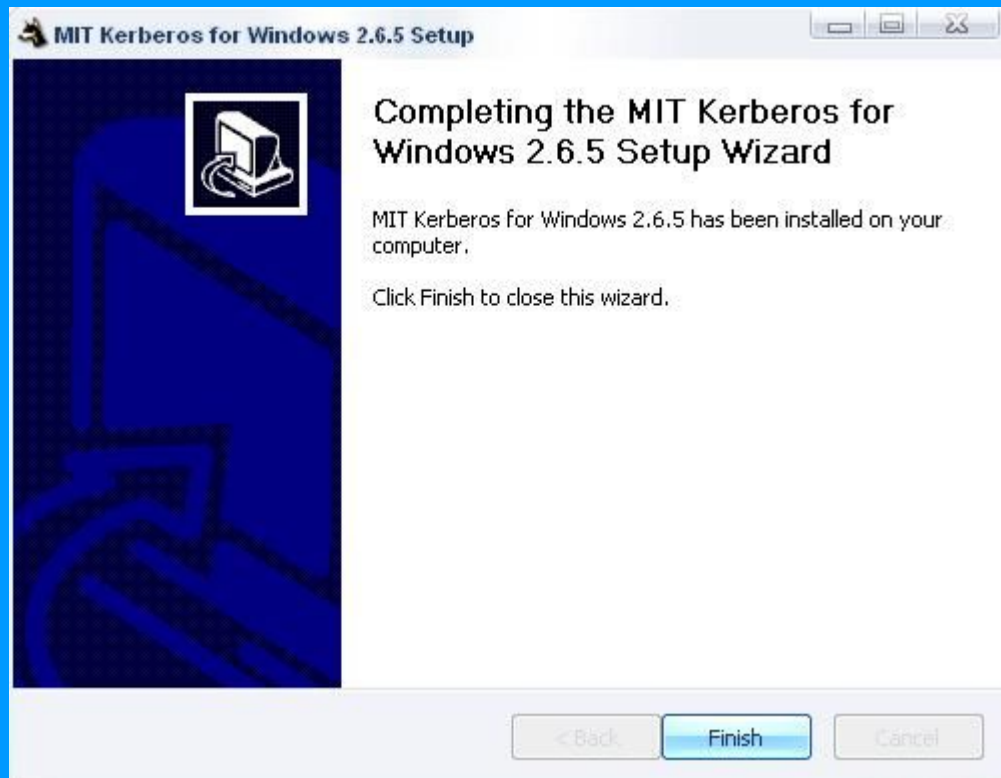 MIT Kerberos for Windows 2.6.5 Setup
Completing the MIT Kerberos for
Windows 2.6.5 Setup Wizard
MIT Kerberos for Windows 2.6.5 has been installed on your
computer.
Click Finish to close this wizard.
< Back
Finish
Cancel